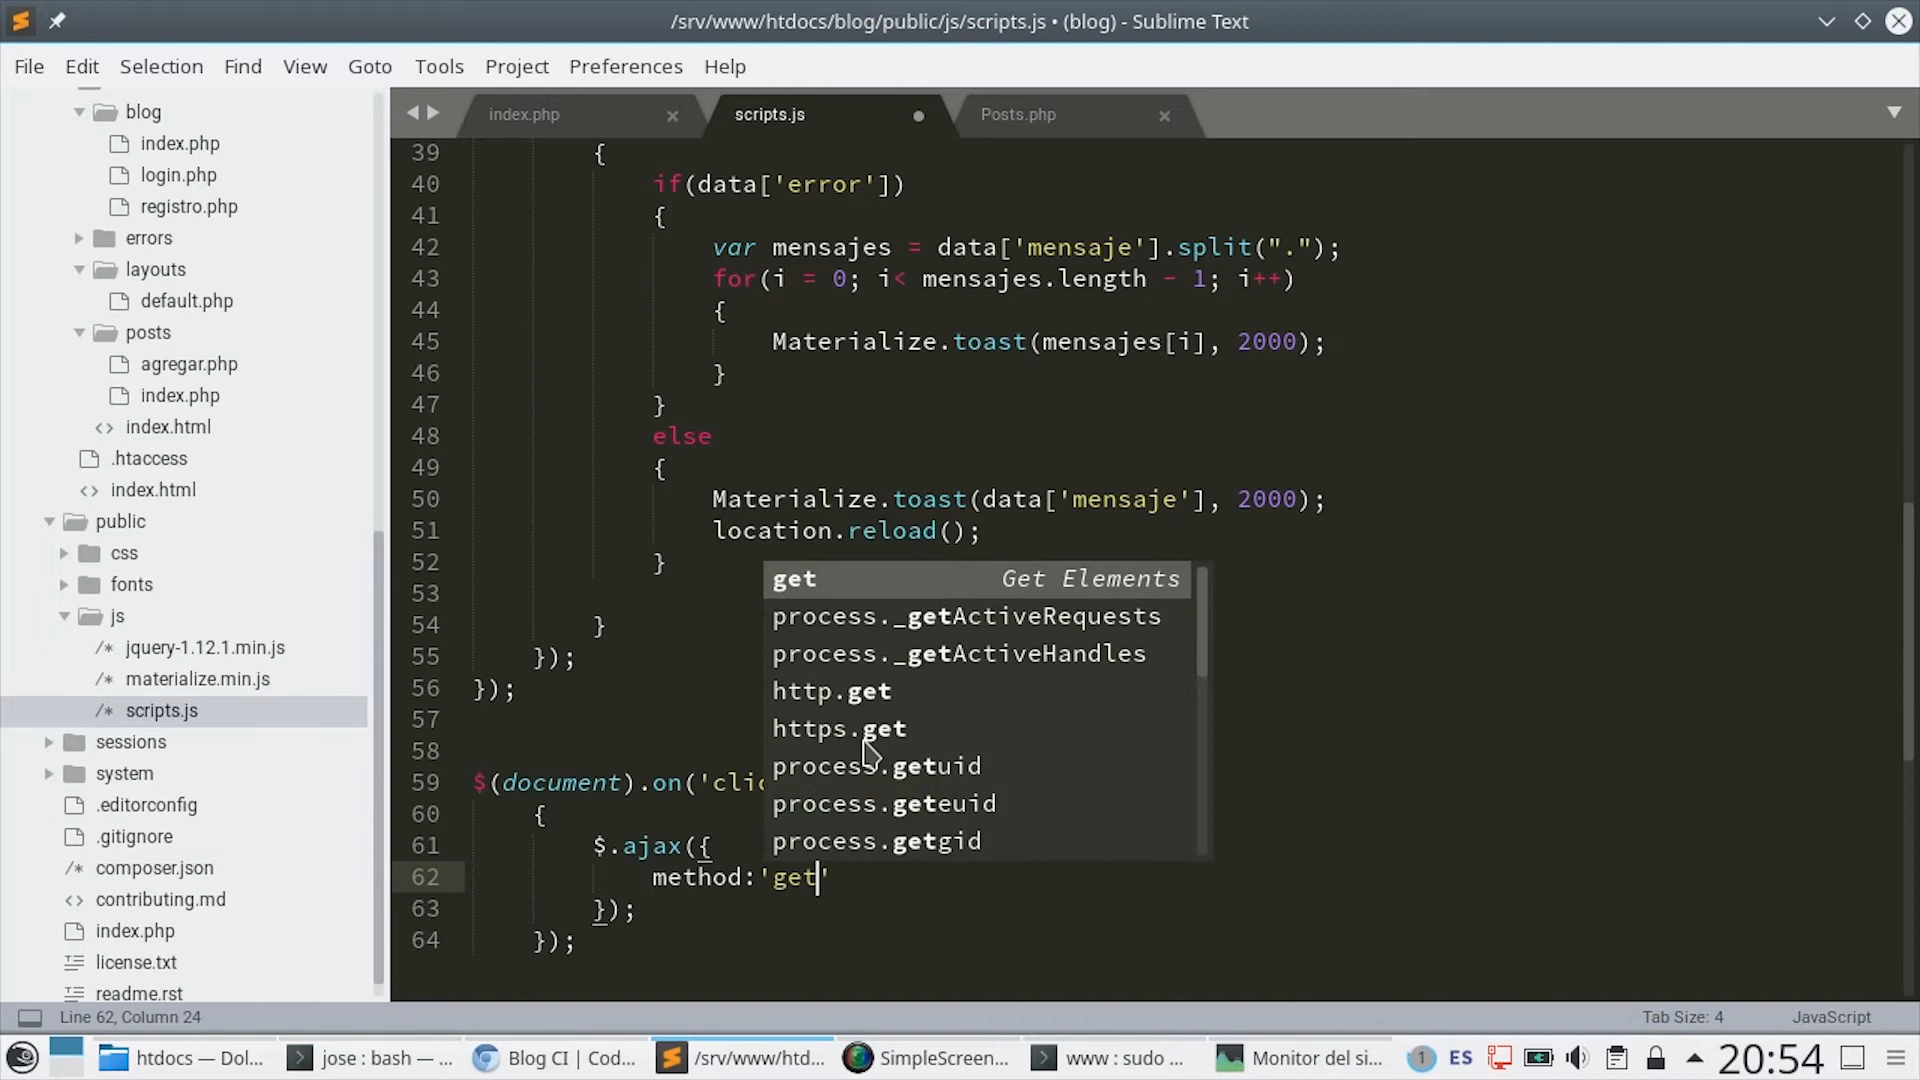 /srv/www/htdocs/blog/public/js/scripts.js • (blog) - Sublime Text
File Edit Selection Find View Goto Tools Project Preferences Help
blog
index.php
login.php
registro.php
errors
layouts
default.php
posts
agregar.php
index.php
index.html
.htaccess
index.html
public
css
fonts
js
/* jquery-1.12.1.min.js
/* materialize.min.js
/* scripts.js
sessions
system
.editorconfig
.gitignore
/* composer.json
<> contributing.md
index.php
license.txt
readme.rst
index.php scripts.js Posts.php
39 {
40 if(data['error'])
41 {
42 var mensajes = data['mensaje'].split(".");
43 for(i = 0; i< mensajes.length - 1; i++)
44 {
45 Materialize.toast(mensajes[i], 2000);
46 }
47 }
48 else
49 {
50 Materialize.toast(data['mensaje'], 2000);
51 location.reload();
52 }
53
54 }
55 });
56 });
57
58
59 $(document).on('clic
60 {
61 $.ajax({
62 method:'get'
63 });
64 });
get Get Elements
process._getActiveRequests
process._getActiveHandles
http.get
https.get
process.getuid
process.geteuid
process.getgid
Line 62, Column 24 Tab Size: 4 JavaScript
htdocs — Dol... jose : bash — ... Blog CI | Cod... /srv/www/htd... SimpleScreen... www : sudo ... Monitor del si... 1 ES 20:54